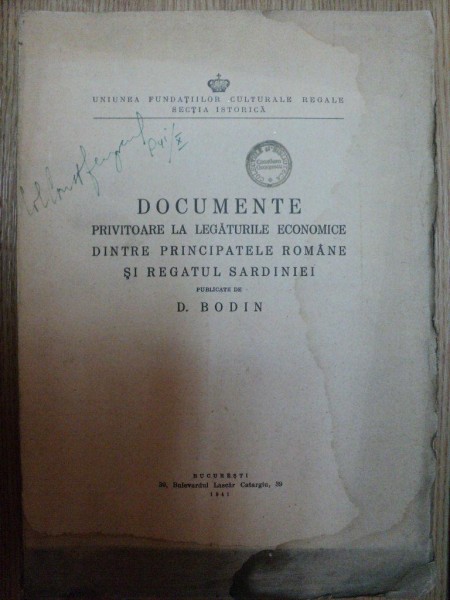 UNIUNEA FUNDAȚIILOR CULTURALE REGALE
SECȚIA ISTORICĂ
DOCUMENTE
PRIVITOARE LA LEGĂTURILE ECONOMICE
DINTRE PRINCIPATELE ROMÂNE
ȘI REGATUL SARDINIEI
PUBLICATE DE
D. BODIN
BUCUREȘTI
39, Bulevardul Lascăr Catargiu, 39
1941